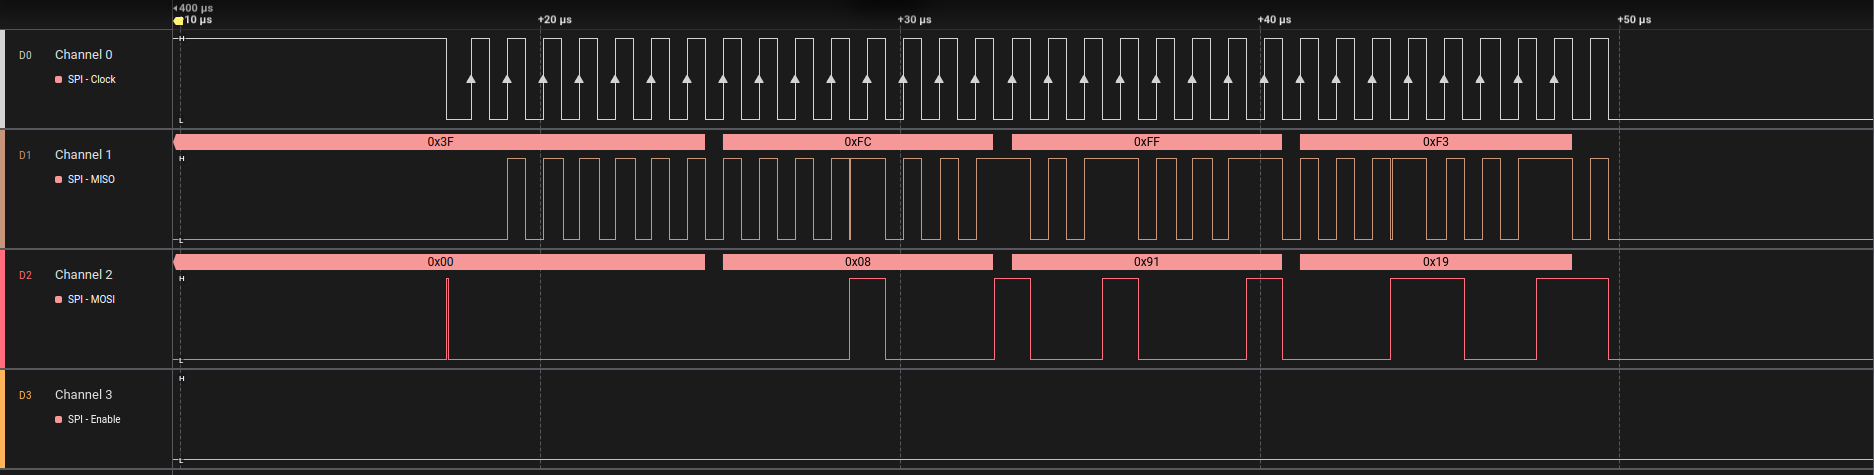 400 µs
10 µs
+20 µs
+30 µs
+40 µs
+50 µs
D0 Channel 0
SPI - Clock
H
L
0x3F 0xFC 0xFF 0xF3
D1 Channel 1
SPI - MISO
H
L
0x00 0x08 0x91 0x19
D2 Channel 2
SPI - MOSI
H
L
D3 Channel 3
SPI - Enable
H
L